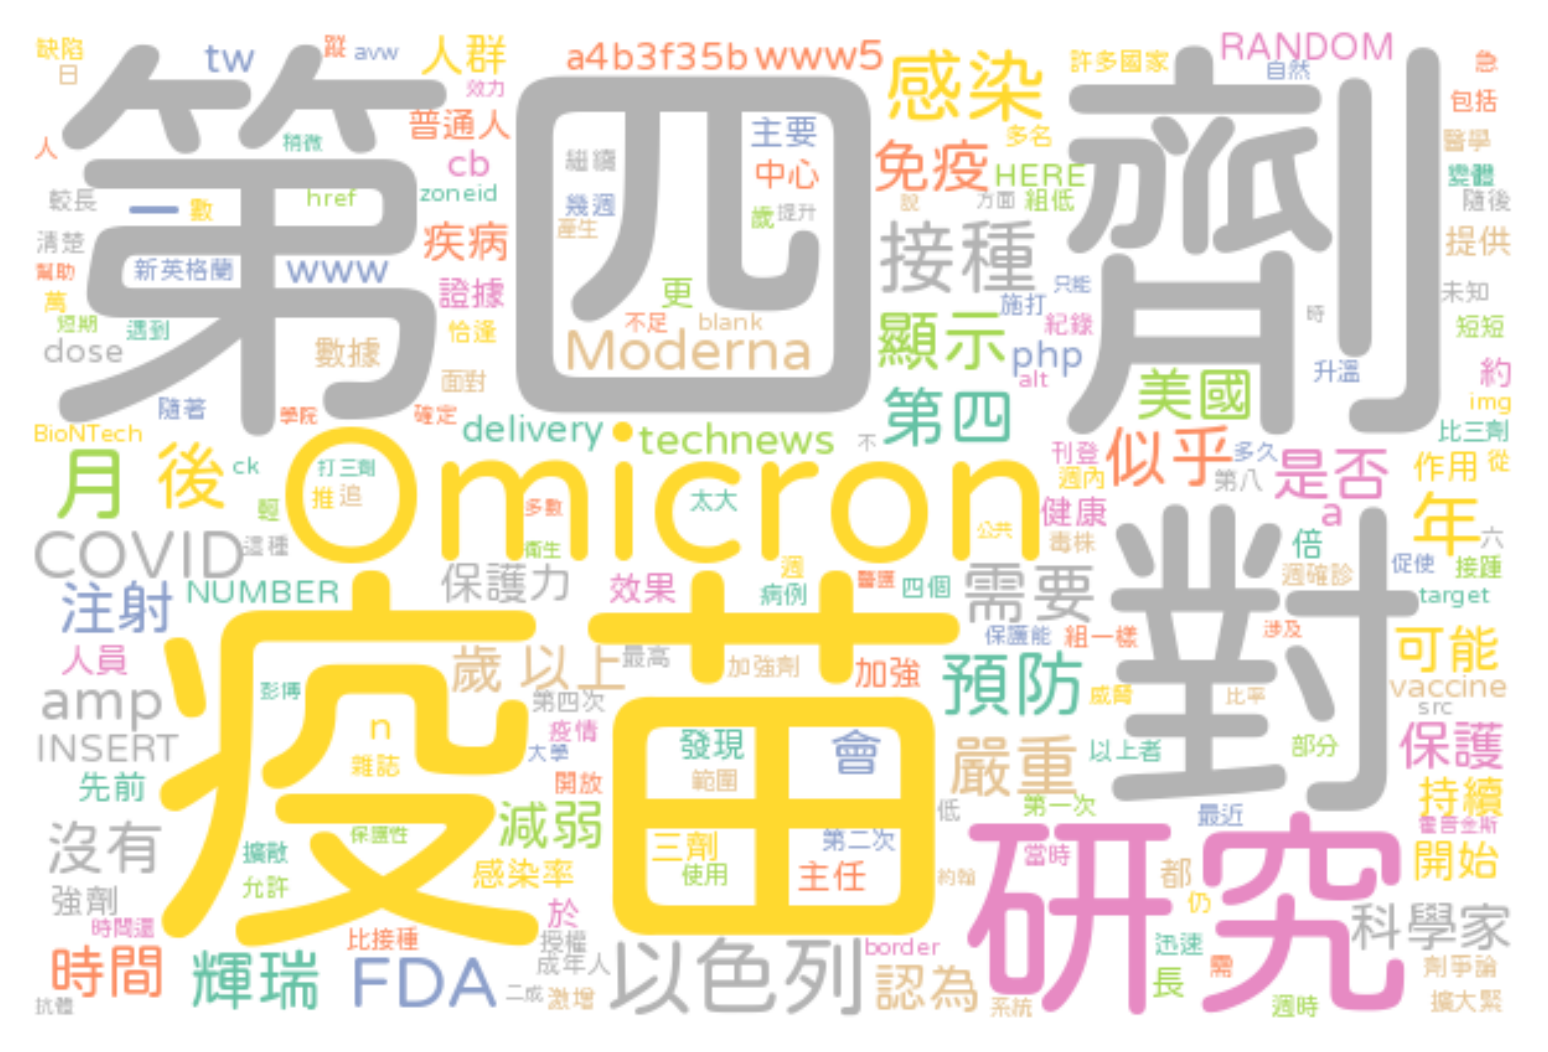 缺陷 tw 蹤 avw 人群 a4b3f35b www5 感染 許多國家 RANDOM 急
日 效力 自然
第四劑
普通人 主要 多名 包括
人 稍微 cb 繼續 中心 免疫 HERE 醫學
較長 一 數 href zoneid 幾週 歲 提升 說 方面 組低 變體 隨後
清楚 疾病 產生 接種 提供
幫助 新英格蘭 www 證據 更 只能 未知
萬 施打
短期 遇到 恰逢 不足 blank 顯示 紀錄 時 短短
dose 數據 Moderna php
面對 alt 美國 升溫 約
隨著 學院 確定 第四 img
BioNTech delivery technews 不 比三劑
月 後 ck 打三劑 omicron 刊登 似乎 多久 是否 作用 從
推 追 太大 週內 第八
輕 多數 公共 健康 a 年
COVID 這種 衛生 毒株 倍 六
保護力 效果 週 醫護 需要 對 週確診 促使 接踵
注射 NUMBER 病例 四個 target
疫苗 保護能 組一樣 涉及
人員 歲 以上 最高 加強劑 加強 預防 可能
amp 彭博 第四次 威爾 比率 vaccine
n 疫情 src
INSERT 大學 發現 會 嚴重 以上者 部分 保護
先前 雜誌 開放 範圍 持續
減弱 低 第一次 最近
沒有 保護性 三劑 第二次 研究 霍普金斯
擴散 當時 開始
允許 感染率 使用 主任 約翰 都
強劑 於 仍
時間還 比接種 授權 以色列 border 迅速 科學家
時間 輝瑞 FDA 成年人 認為 長 需 劑爭論
抗體 二成 激增 系統 週時 擴大緊